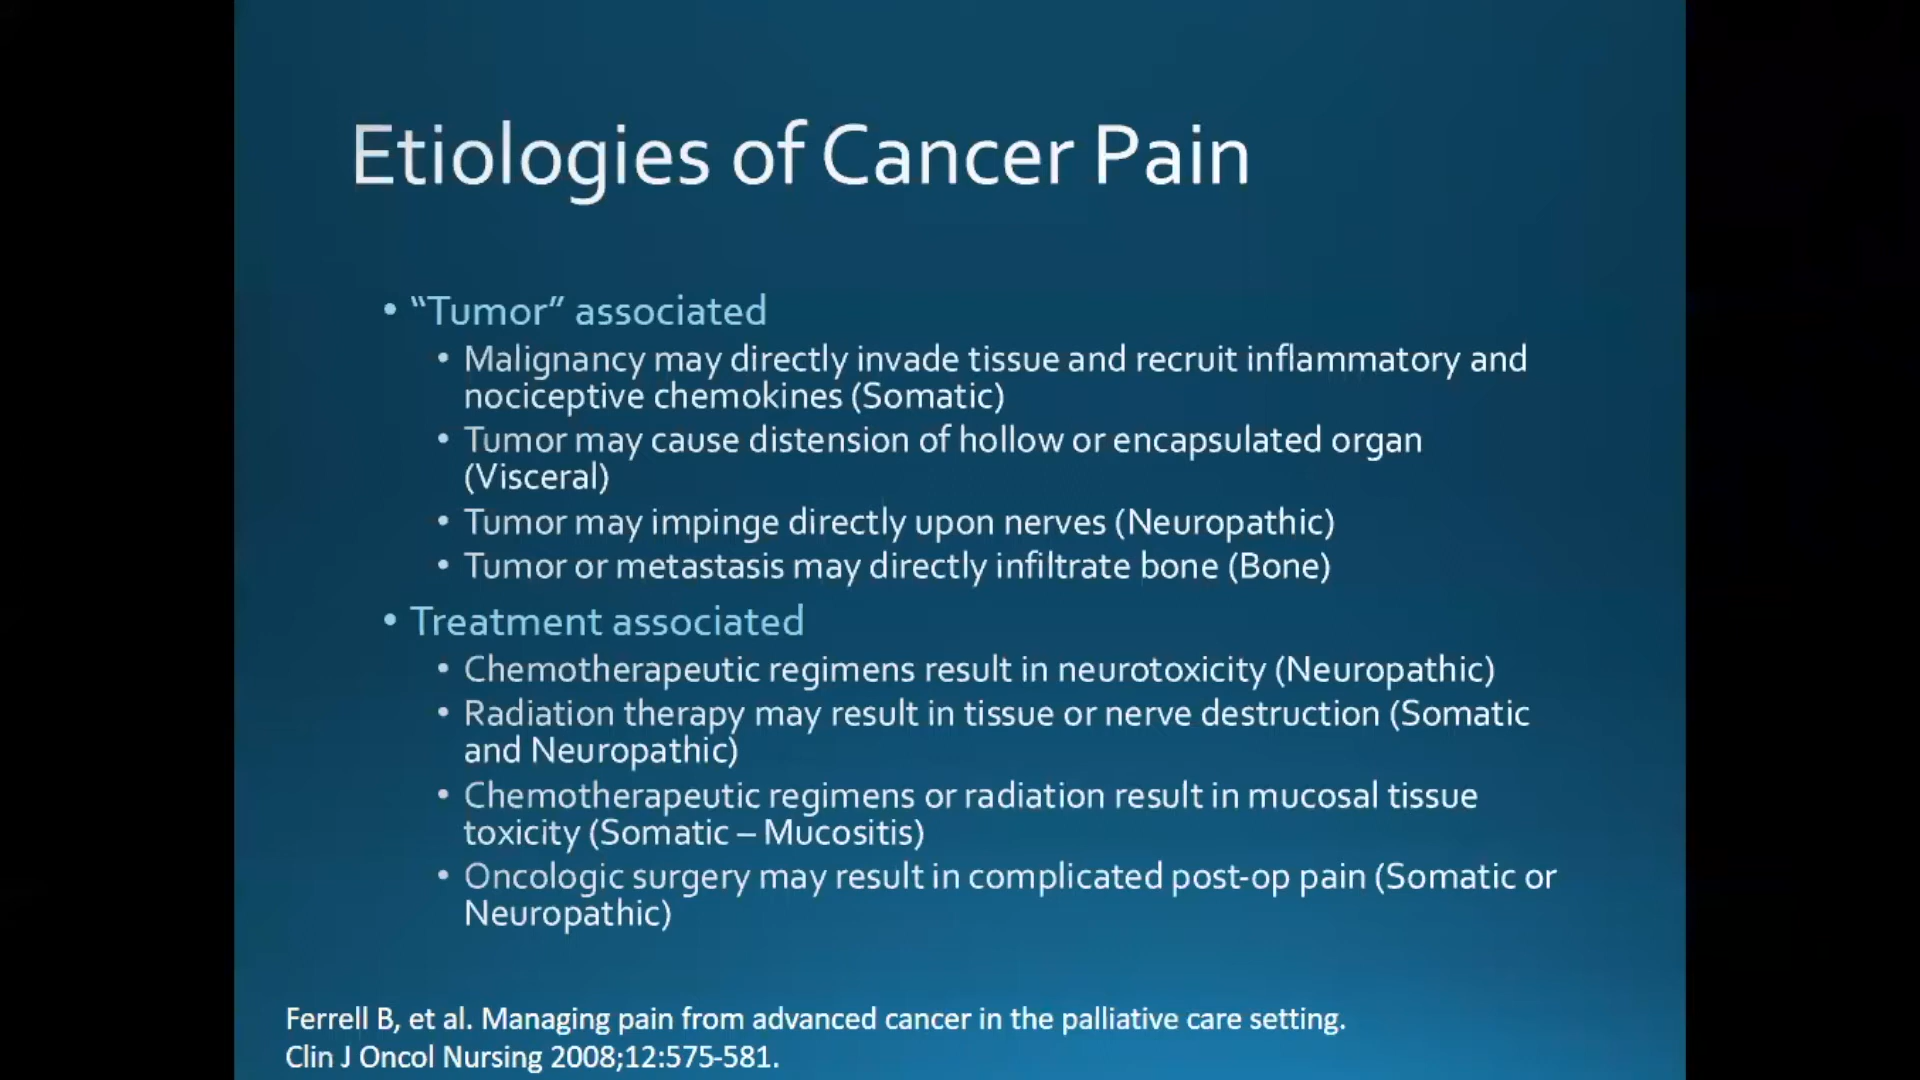 Etiologies of Cancer Pain
• “Tumor” associated
• Malignancy may directly invade tissue and recruit inflammatory and
nociceptive chemokines (Somatic)
• Tumor may cause distension of hollow or encapsulated organ
(Visceral)
• Tumor may impinge directly upon nerves (Neuropathic)
• Tumor or metastasis may directly infiltrate bone (Bone)
• Treatment associated
• Chemotherapeutic regimens result in neurotoxicity (Neuropathic)
• Radiation therapy may result in tissue or nerve destruction (Somatic
and Neuropathic)
• Chemotherapeutic regimens or radiation result in mucosal tissue
toxicity (Somatic – Mucositis)
• Oncologic surgery may result in complicated post-op pain (Somatic or
Neuropathic)
Ferrell B, et al. Managing pain from advanced cancer in the palliative care setting.
Clin J Oncol Nursing 2008;12:575-581.